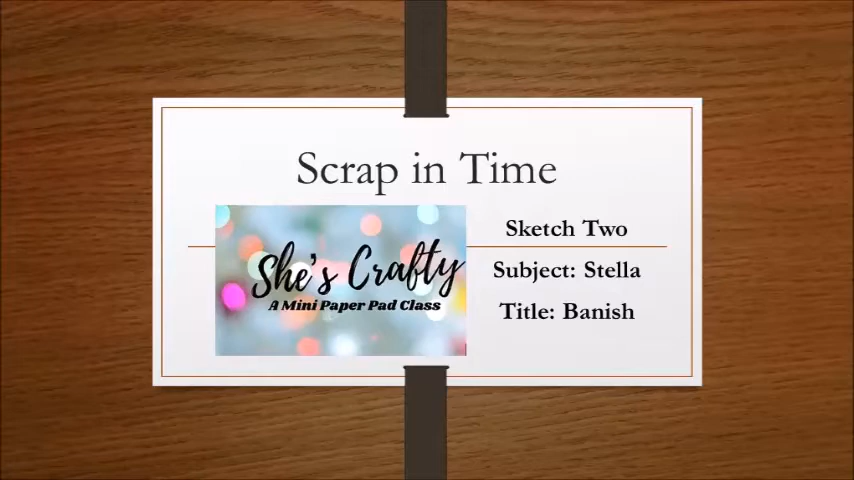 Scrap in Time
She's Crafty
A Mini Paper Pad Class
Sketch Two
Subject: Stella
Title: Banish